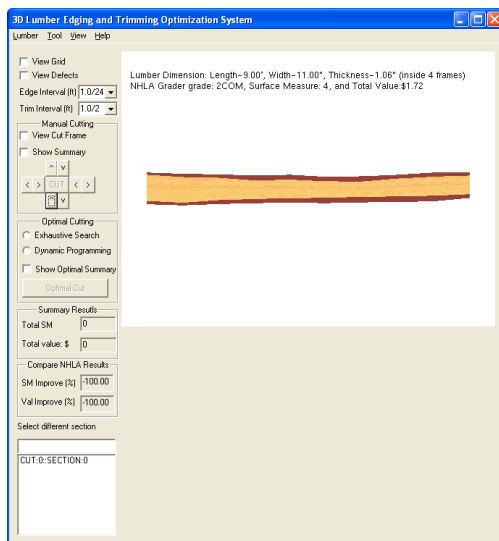 3D Lumber Edging and Trimming Optimization System
Lumber Tool View Help
View Grid
View Defects
Edge Interval (ft) 1.0/24
Trim Interval (ft) 1.0/2
Manual Cutting
View Cut Frame
Show Summary
^ v
< > CUT < >
^ v
Optimal Cutting
Exhaustive Search
Dynamic Programming
Show Optimal Summary
Optimal Cut
Summary Resutls
Total SM 0
Total value: $ 0
Compare NHLA Results
SM Improve (%) -100.00
Val Improve (%) -100.00
Select different section
CUT:0::SECTION:0
Lumber Dimension: Length-9.00', Width-11.00", Thickness-1.06" (inside 4 frames)
NHLA Grader grade: 2COM, Surface Measure: 4, and Total Value:$1.72